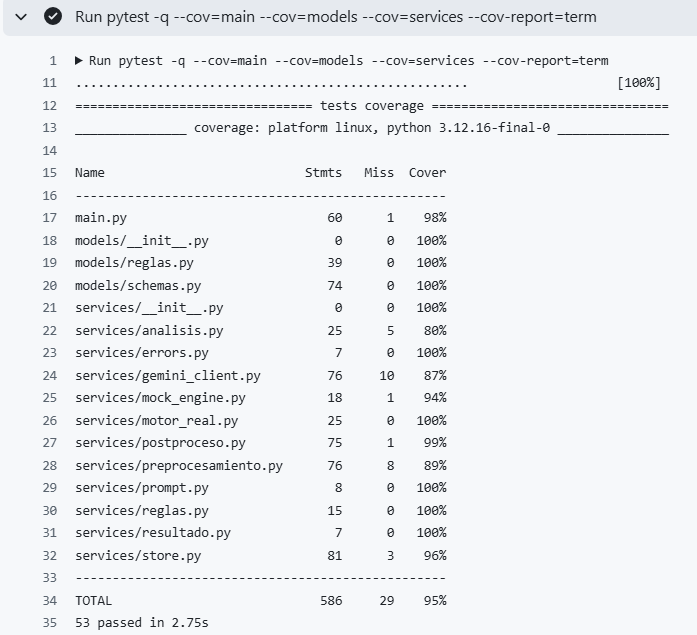 Run pytest -q --cov=main --cov=models --cov=services --cov-report=term
1 ▶ Run pytest -q --cov=main --cov=models --cov=services --cov-report=term
11 ..................................................... [100%]
12 ================================ tests coverage ================================
13 _______________ coverage: platform linux, python 3.12.16-final-0 _______________
14
15 Name Stmts Miss Cover
16 --------------------------------------------------
17 main.py 60 1 98%
18 models/__init__.py 0 0 100%
19 models/reglas.py 39 0 100%
20 models/schemas.py 74 0 100%
21 services/__init__.py 0 0 100%
22 services/analisis.py 25 5 80%
23 services/errors.py 7 0 100%
24 services/gemini_client.py 76 10 87%
25 services/mock_engine.py 18 1 94%
26 services/motor_real.py 25 0 100%
27 services/postproceso.py 75 1 99%
28 services/preprocesamiento.py 76 8 89%
29 services/prompt.py 8 0 100%
30 services/reglas.py 15 0 100%
31 services/resultado.py 7 0 100%
32 services/store.py 81 3 96%
33 --------------------------------------------------
34 TOTAL 586 29 95%
35 53 passed in 2.75s